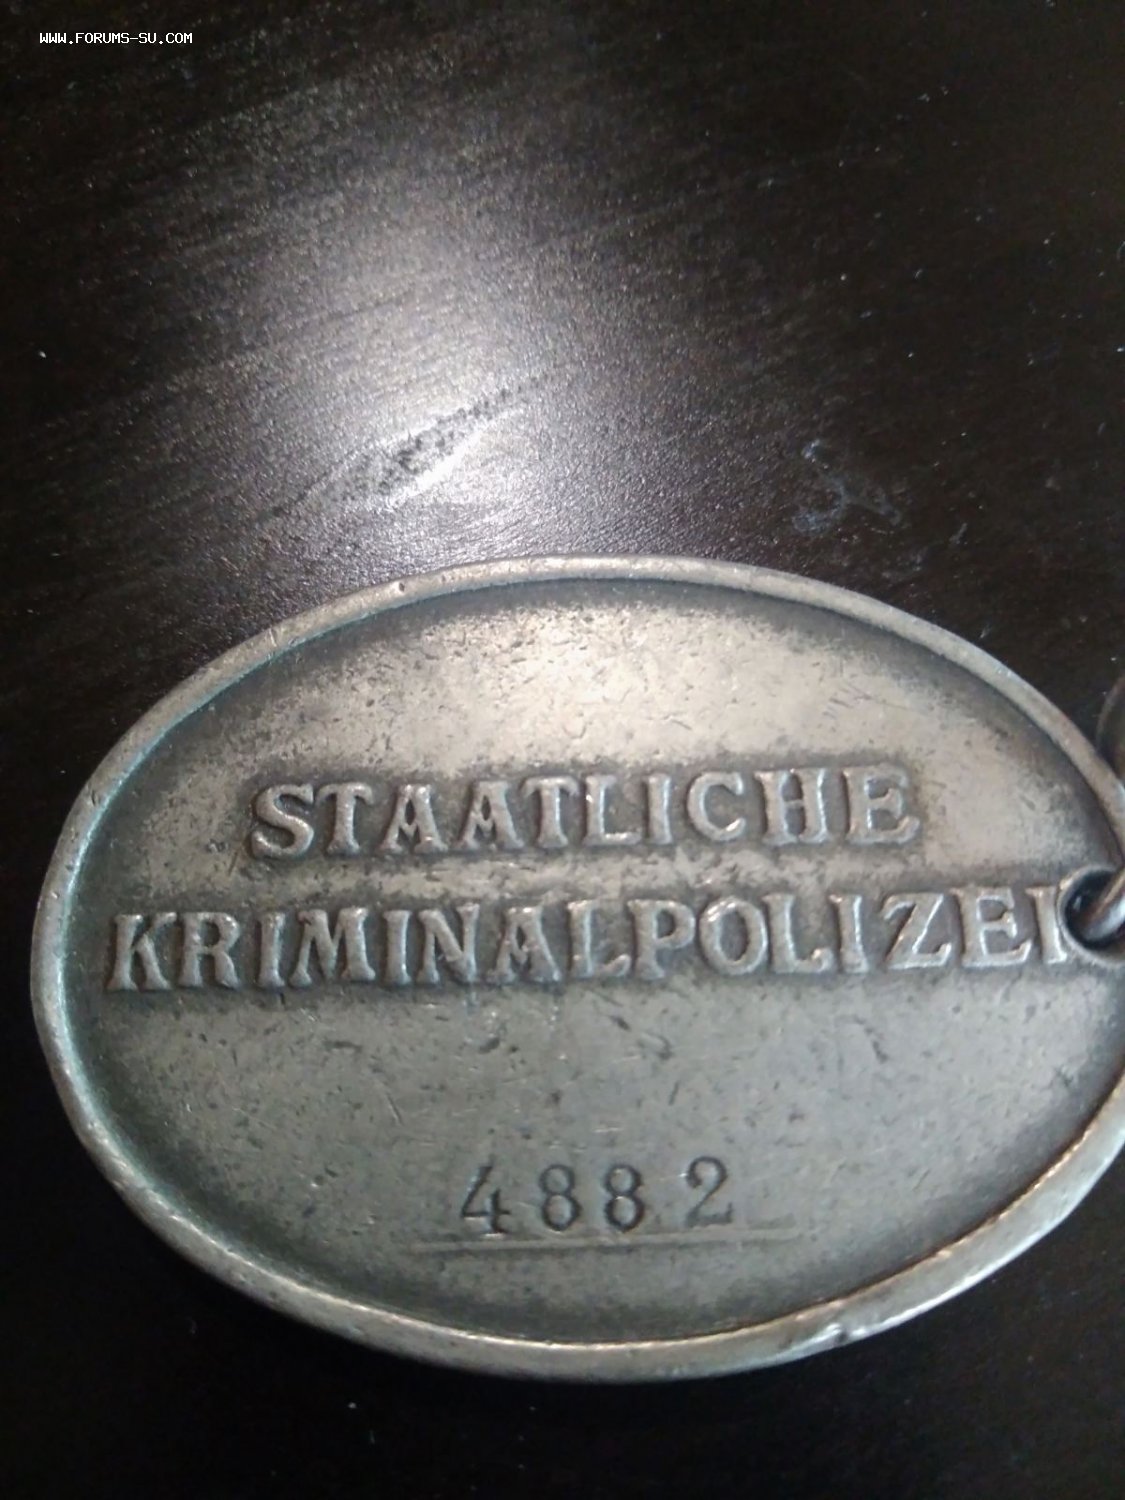 WWW.FORUMS-SU.COM
STAATLICHE
KRIMINALPOLIZEI
4882